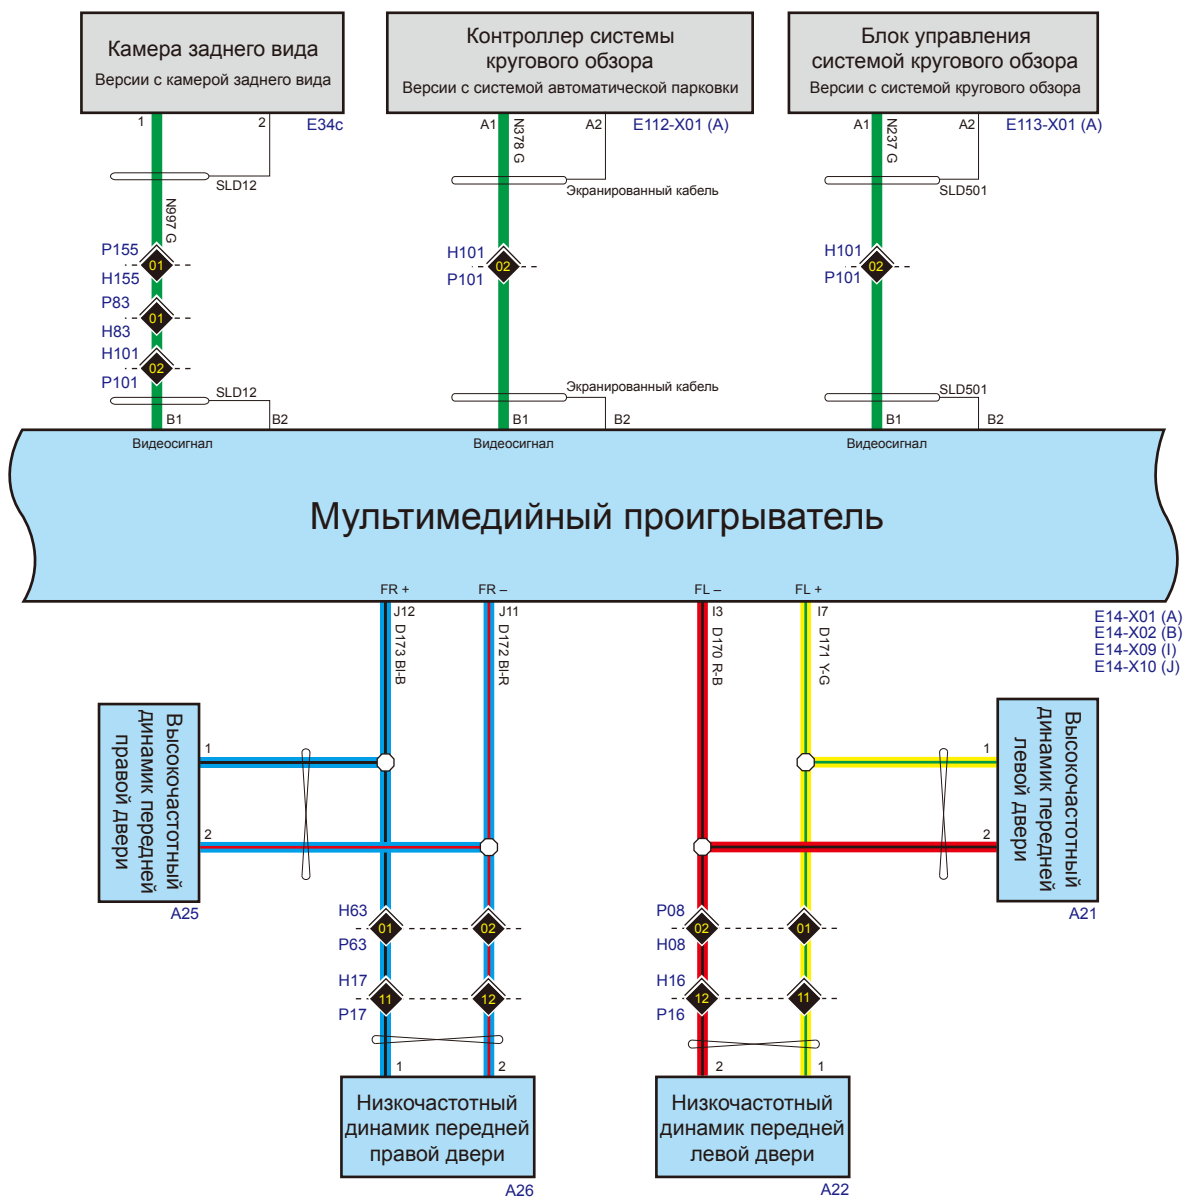 Камера заднего вида
Версии с камерой заднего вида
Контроллер системы
кругового обзора
Версии с системой автоматической парковки
Блок управления
системой кругового обзора
Версии с системой кругового обзора
1
2
E34c
A1
N378 G
A2
E112-X01 (A)
A1
N237 G
A2
E113-X01 (A)
SLD12
Экранированный кабель
SLD501
N997 G
P155
01
H155
H101
02
P101
H101
02
P101
P83
01
H83
H101
02
P101
SLD12
Экранированный кабель
SLD501
B1
B2
B1
B2
B1
B2
Видеосигнал
Видеосигнал
Видеосигнал
Мультимедийный проигрыватель
FR +
FR –
FL –
FL +
J12
J11
I3
I7
D173 Bl-B
D172 Bl-R
D170 R-B
D171 Y-G
E14-X01 (A)
E14-X02 (B)
E14-X09 (I)
E14-X10 (J)
Высокочастотный
динамик передней
правой двери
1
2
A25
Высокочастотный
динамик передней
левой двери
1
2
A21
H63
01
02
P63
P08
02
01
H08
H17
11
12
P17
H16
12
11
P16
1
2
2
1
Низкочастотный
динамик передней
правой двери
A26
Низкочастотный
динамик передней
левой двери
A22